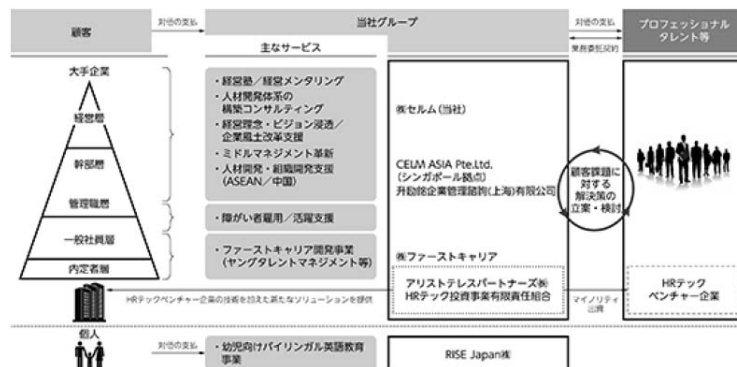 顧客
対価の支払
当社グループ
対価の支払
業務委託契約
プロフェッショナル
タレント等
主なサービス
大手企業
経営層
幹部層
管理職層
一般社員層
内定者層
・経営塾/経営メンタリング
・人材開発体系の
構築コンサルティング
・経営理念・ビジョン浸透/
企業風土改革支援
・ミドルマネジメント革新
・人材開発・組織開発支援
(ASEAN/中国)
・障がい者雇用/活躍支援
・ファーストキャリア開発事業
(ヤングタレントマネジメント等)
㈱セルム(当社)
CELM ASIA Pte.Ltd.
(シンガポール拠点)
升励銘企業管理諮詢(上海)有限公司
㈱ファーストキャリア
アリストテレスパートナーズ㈱
HRテック投資事業有限責任組合
顧客課題に
対する
解決策の
立案・検討
HRテックベンチャー企業の技術を加えた新たなソリューションを提供
マイノリティ
出資
HRテック
ベンチャー企業
個人
対価の支払
・幼児向けバイリンガル英語教育
事業
RISE Japan㈱